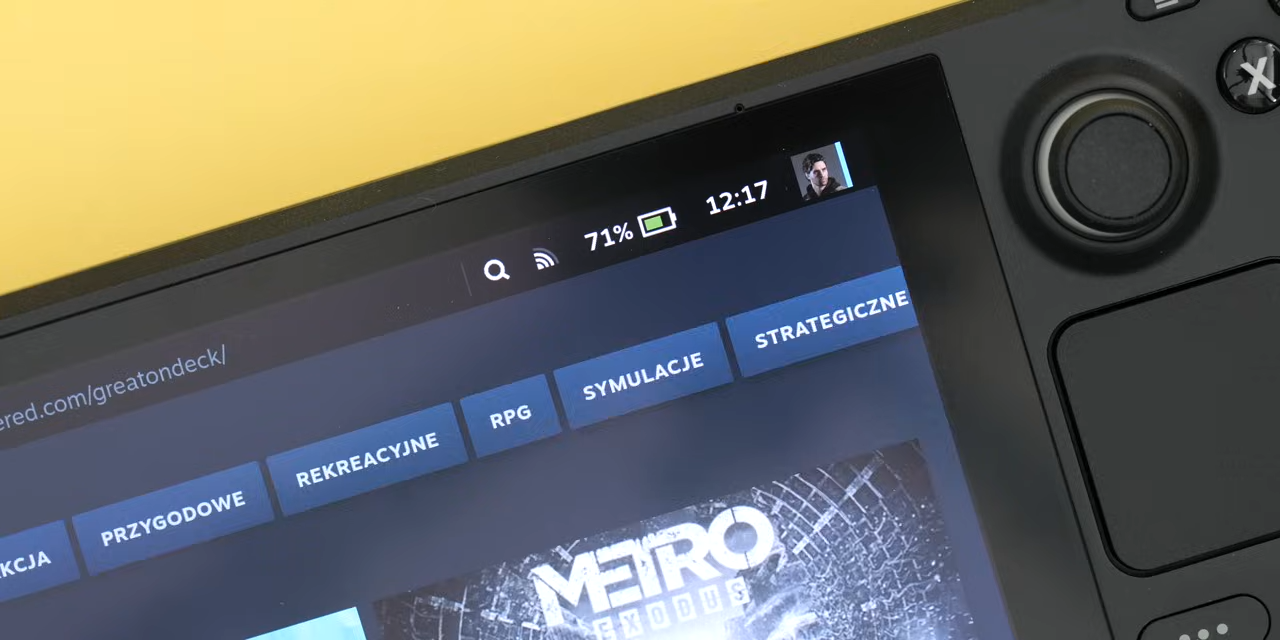 71% 12:17
X
ered.com/greatondeck/
KCJA PRZYGODOWE REKREACYJNE RPG SYMULACJE STRATEGICZNE
METRO
EXODUS